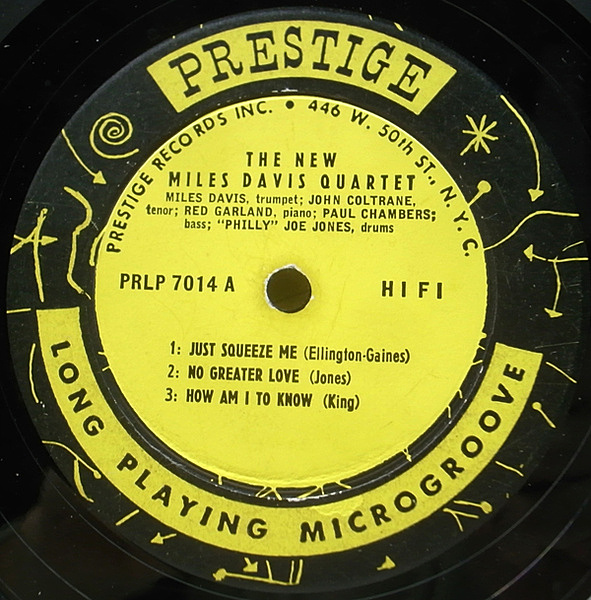 PRESTIGE
PRESTIGE RECORDS INC. • 446 W. 50th ST., N.Y.C.
THE NEW
MILES DAVIS QUARTET
MILES DAVIS, trumpet; JOHN COLTRANE,
tenor; RED GARLAND, piano; PAUL CHAMBERS;
bass; "PHILLY" JOE JONES, drums
PRLP 7014 A
HI FI
1: JUST SQUEEZE ME (Ellington-Gaines)
2: NO GREATER LOVE (Jones)
3: HOW AM I TO KNOW (King)
LONG PLAYING MICROGROOVE